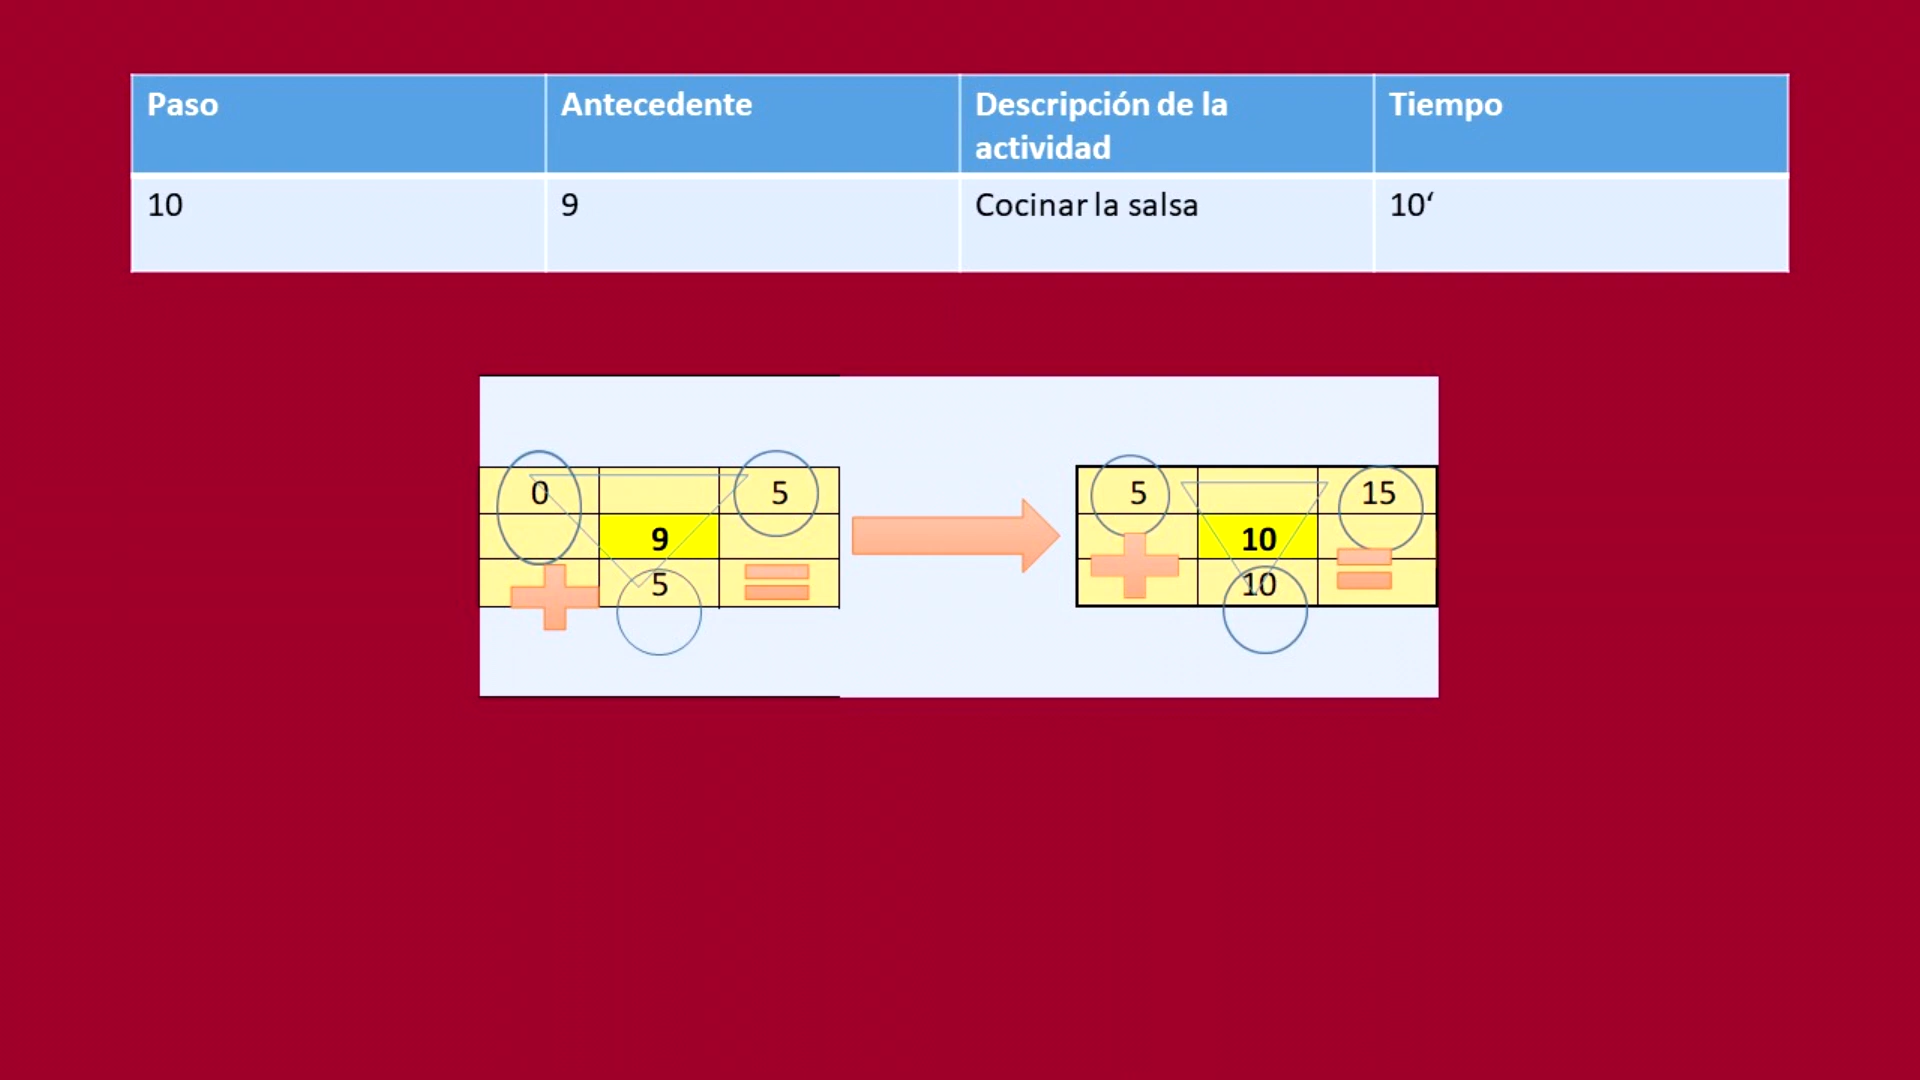 Paso Antecedente Descripción de la actividad Tiempo
10 9 Cocinar la salsa 10‘
0 5 5 15
9 10
5 10